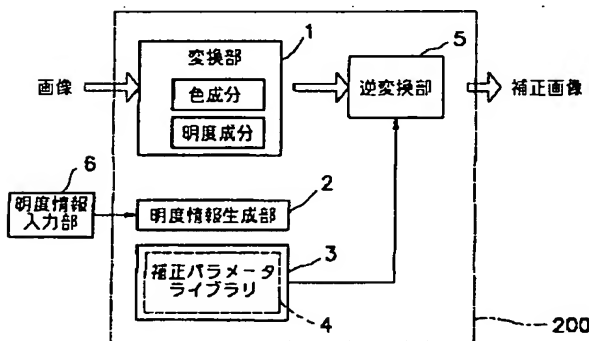 1
変換部
5
画像
色成分
逆変換部
補正画像
明度成分
6
明度情報
入力部
2
明度情報生成部
3
補正パラメータ
ライブラリ
4
200